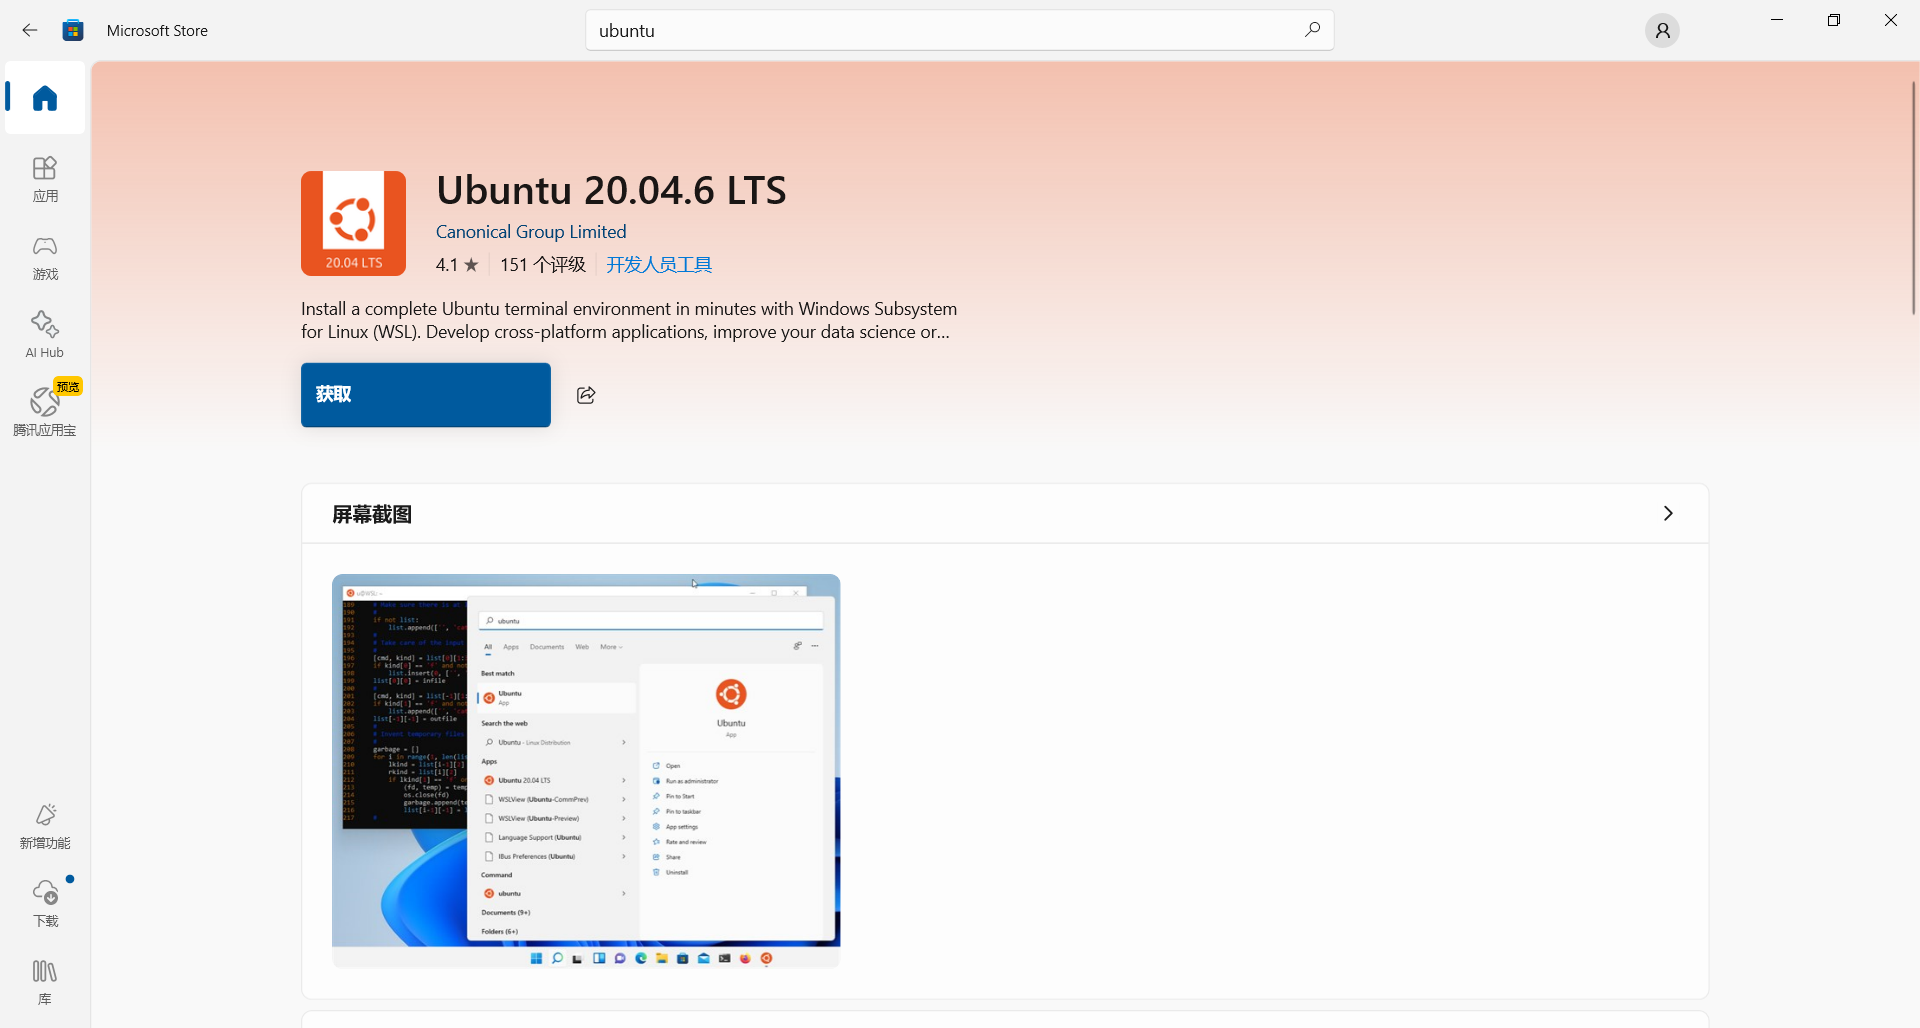 Microsoft Store
ubuntu
应用
游戏
AI Hub
预览
腾讯应用宝
新增功能
下载
库
20.04 LTS
Ubuntu 20.04.6 LTS
Canonical Group Limited
4.1 ★ 151 个评级 开发人员工具
Install a complete Ubuntu terminal environment in minutes with Windows Subsystem
for Linux (WSL). Develop cross-platform applications, improve your data science or...
获取
屏幕截图
ubuntu
All Apps Documents Web More
Best match
Ubuntu
App
Search the web
Ubuntu - Linux Distribution
Apps
Ubuntu 20.04 LTS
WSLView (Ubuntu-CommPrev)
WSLView (Ubuntu-Preview)
Language Support (Ubuntu)
IBus Preferences (Ubuntu)
Command
ubuntu
Documents (9+)
Folders (6+)
Ubuntu
App
Open
Run as administrator
Pin to Start
Pin to taskbar
App settings
Rate and review
Share
Uninstall